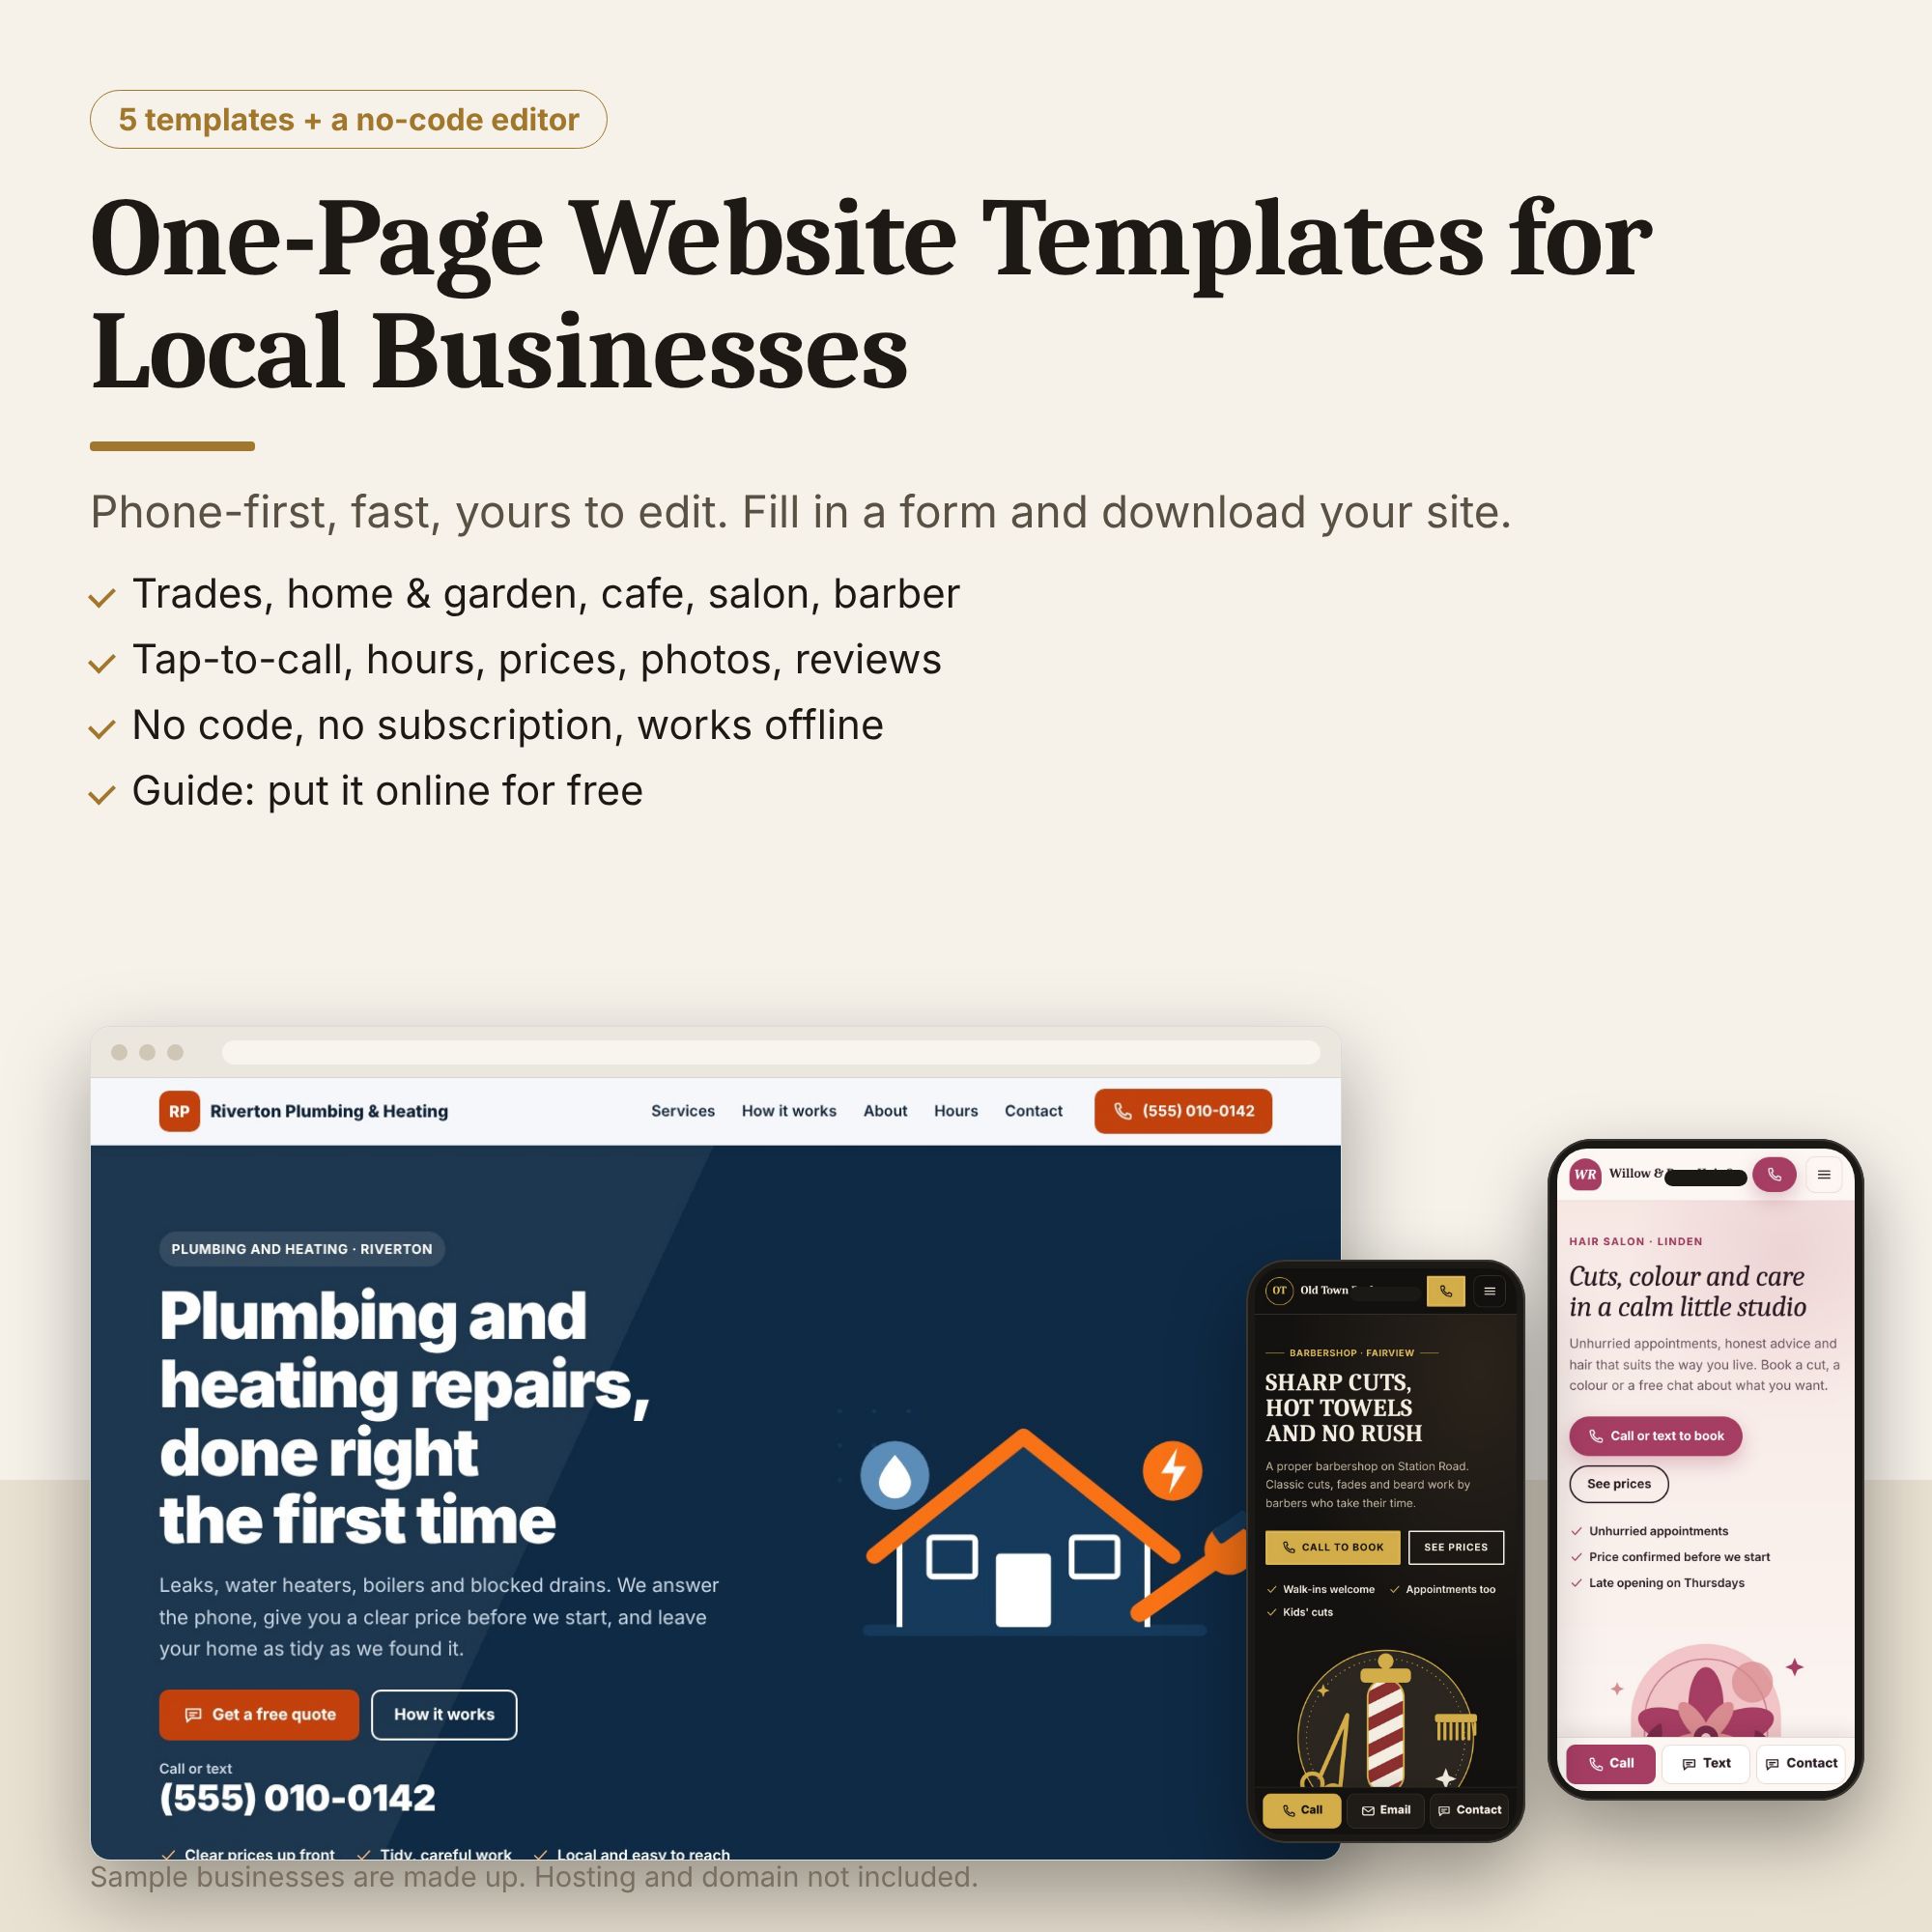 5 templates + a no-code editor
One-Page Website Templates for
Local Businesses
Phone-first, fast, yours to edit. Fill in a form and download your site.
Trades, home & garden, cafe, salon, barber
Tap-to-call, hours, prices, photos, reviews
No code, no subscription, works offline
Guide: put it online for free
RP Riverton Plumbing & Heating Services How it works About Hours Contact (555) 010-0142
PLUMBING AND HEATING · RIVERTON
Plumbing and
heating repairs,
done right
the first time
Leaks, water heaters, boilers and blocked drains. We answer
the phone, give you a clear price before we start, and leave
your home as tidy as we found it.
Get a free quote How it works
Call or text
(555) 010-0142
Clear prices up front Tidy, careful work Local and easy to reach
OT Old Town
BARBERSHOP · FAIRVIEW
SHARP CUTS,
HOT TOWELS
AND NO RUSH
A proper barbershop on Station Road.
Classic cuts, fades and beard work by
barbers who take their time.
CALL TO BOOK SEE PRICES
Walk-ins welcome Appointments too
Kids' cuts
Call Email Contact
WR Willow &
HAIR SALON · LINDEN
Cuts, colour and care
in a calm little studio
Unhurried appointments, honest advice and
hair that suits the way you live. Book a cut, a
colour or a free chat about what you want.
Call or text to book
See prices
Unhurried appointments
Price confirmed before we start
Late opening on Thursdays
Call Text Contact
Sample businesses are made up. Hosting and domain not included.